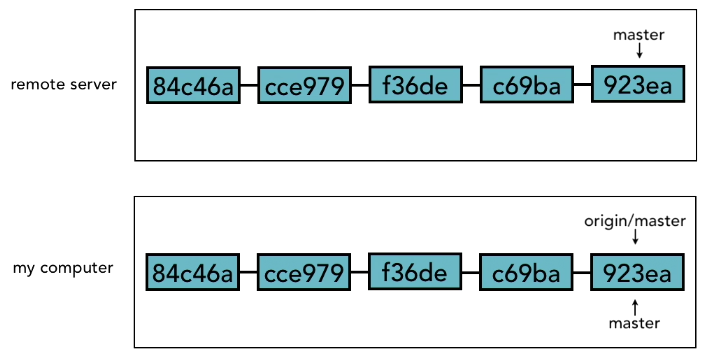 master
remote server
84c46a cce979 f36de c69ba 923ea
origin/master
my computer
84c46a cce979 f36de c69ba 923ea
master